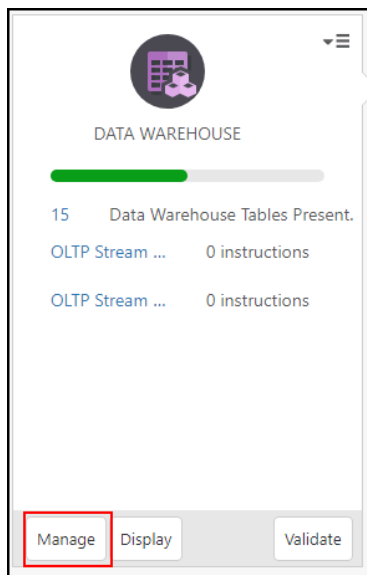 DATA WAREHOUSE
15 Data Warehouse Tables Present.
OLTP Stream ... 0 instructions
OLTP Stream ... 0 instructions
Manage Display Validate